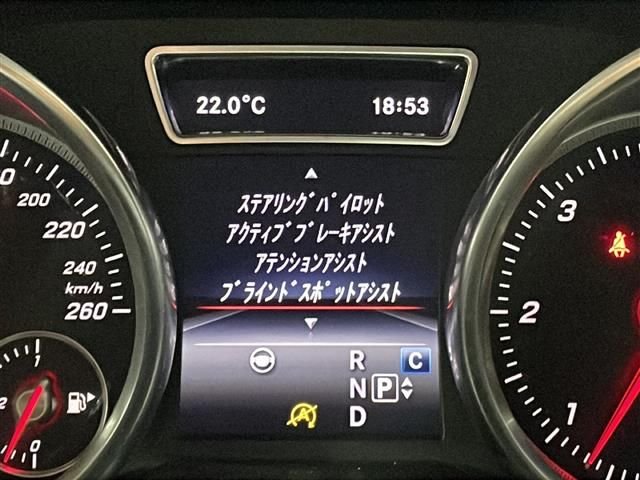 22.0°C 18:53
ステアリングパイロット
アクティブブレーキアシスト
アテンションアシスト
ブラインドスポットアシスト
200
220
240
km/h
260
R C
N P
D
A
1
0
3
2
1